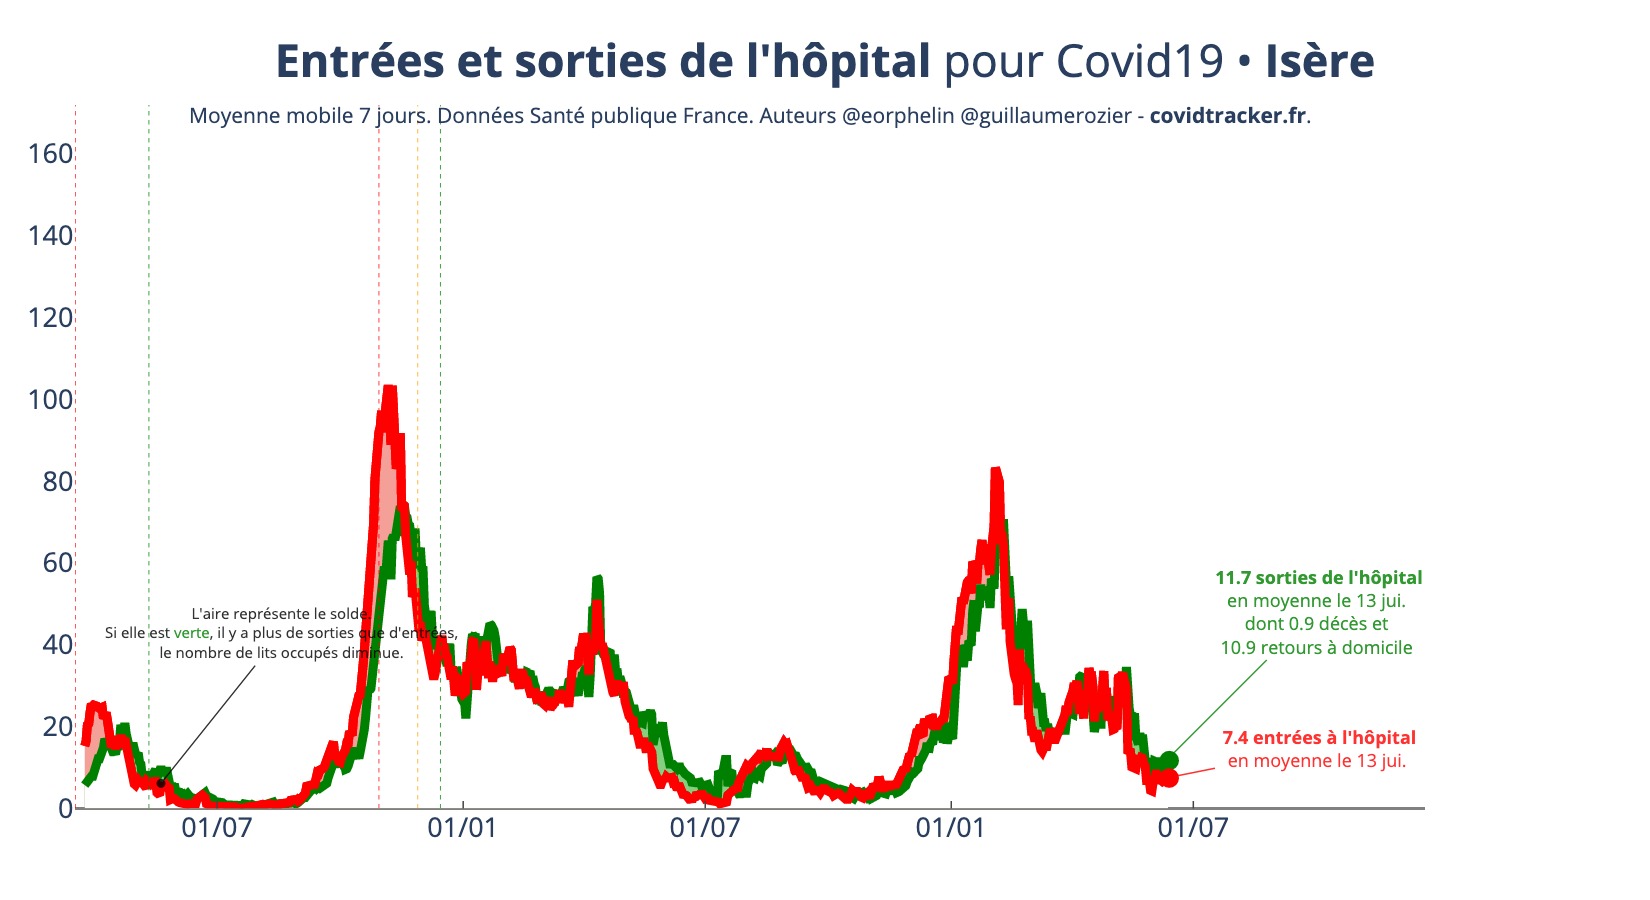 Entrées et sorties de l'hôpital pour Covid19 • Isère
Moyenne mobile 7 jours. Données Santé publique France. Auteurs @eorphelin @guillaumerozier - covidtracker.fr.
160
140
120
100
80
60
40
20
0
L'aire représente le solde.
Si elle est verte, il y a plus de sorties que d'entrées,
le nombre de lits occupés diminue.
11.7 sorties de l'hôpital
en moyenne le 13 jui.
dont 0.9 décès et
10.9 retours à domicile
7.4 entrées à l'hôpital
en moyenne le 13 jui.
01/07 01/01 01/07 01/01 01/07